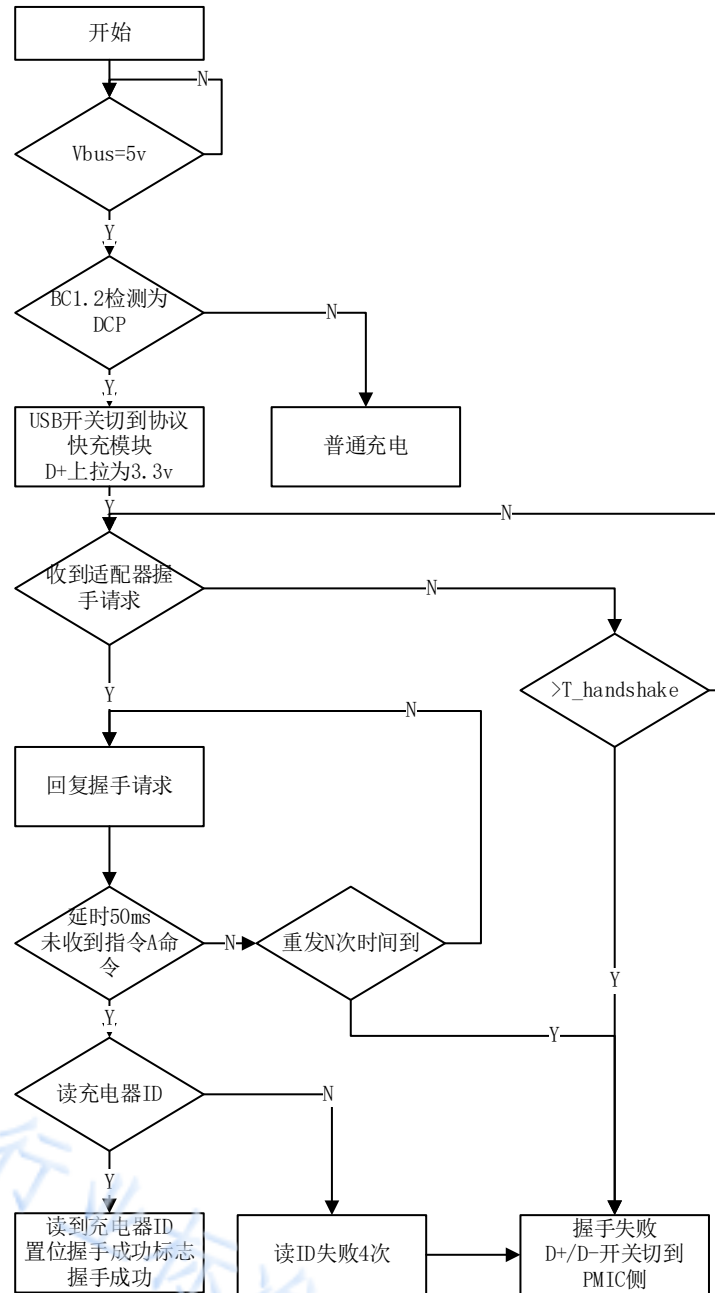 开始
N
Vbus=5v
Y
BC1.2检测为
DCP
N
Y
USB开关切到协议
快充模块
D+上拉为3.3v
普通充电
Y
N
收到适配器握
手请求
N
>T_handshake
Y
N
回复握手请求
延时50ms
未收到指令A命
令
N
重发N次时间到
Y
Y
Y
读充电器ID
N
Y
读到充电器ID
置位握手成功标志
握手成功
读ID失败4次
握手失败
D+/D-开关切到
PMIC侧
行业标准